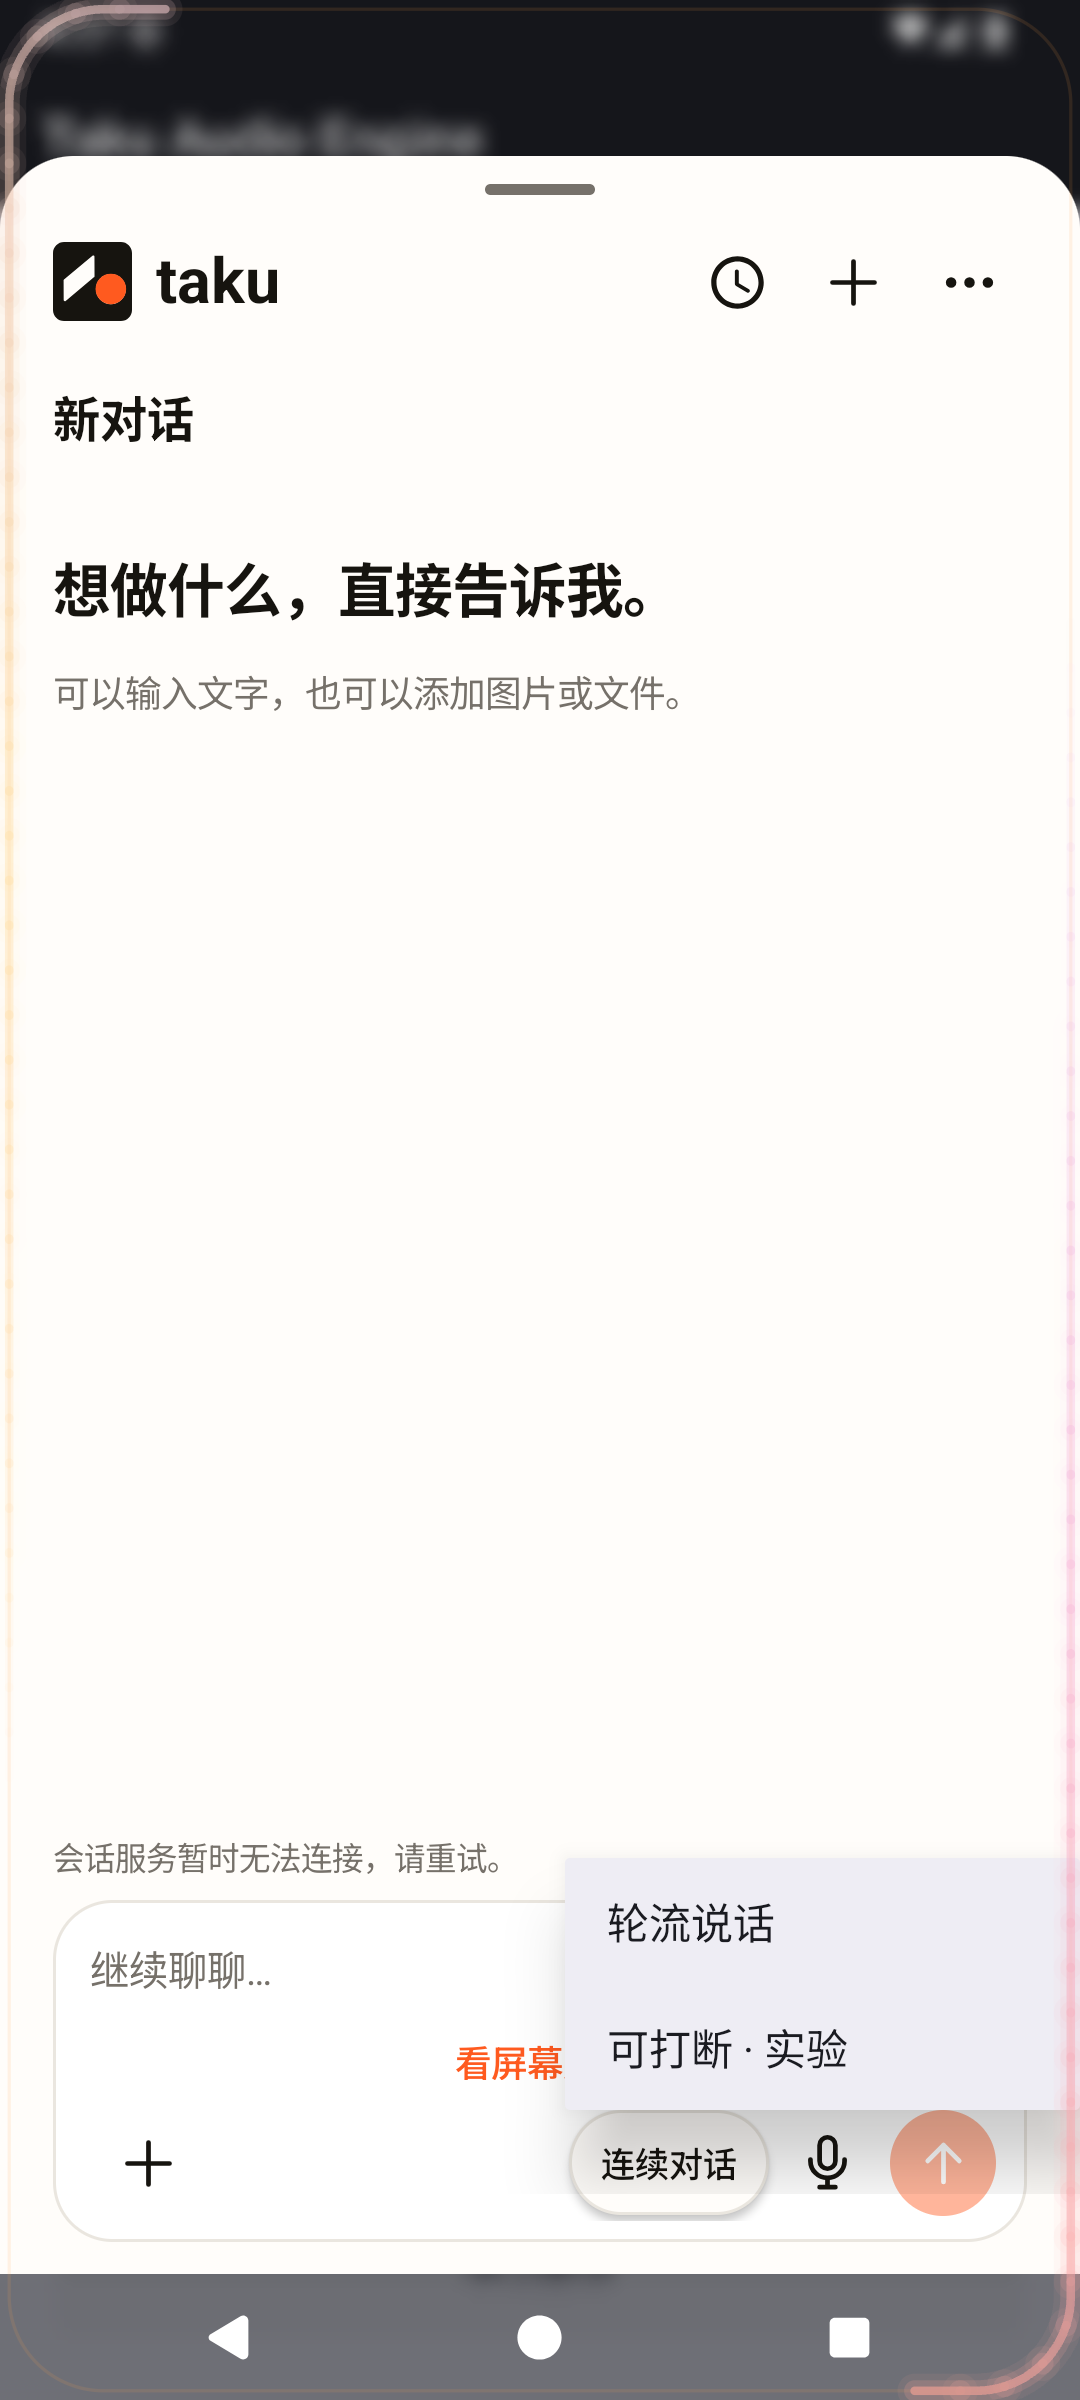 Taku Audio Engine
taku
新对话
想做什么，直接告诉我。
可以输入文字，也可以添加图片或文件。
会话服务暂时无法连接，请重试。
轮流说话
继续聊聊...
可打断 · 实验
看屏幕
连续对话